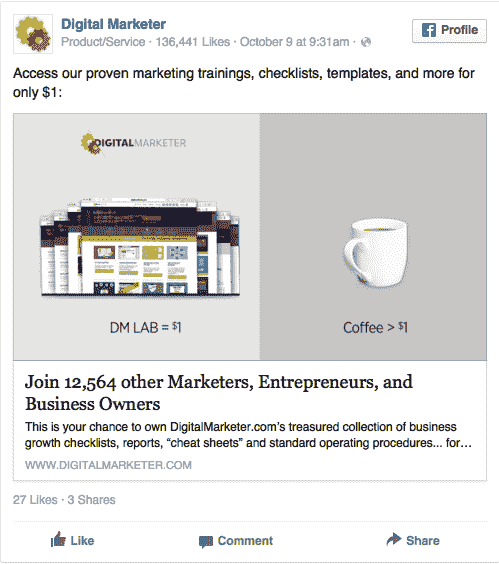 Digital Marketer
Product/Service · 136,441 Likes · October 9 at 9:31am ·
Profile
Access our proven marketing trainings, checklists, templates, and more for
only $1:
DIGITALMARKETER
DM LAB = $1
Coffee > $1
Join 12,564 other Marketers, Entrepreneurs, and
Business Owners
This is your chance to own DigitalMarketer.com's treasured collection of business
growth checklists, reports, “cheat sheets” and standard operating procedures... for…
WWW.DIGITALMARKETER.COM
27 Likes · 3 Shares
Like
Comment
Share